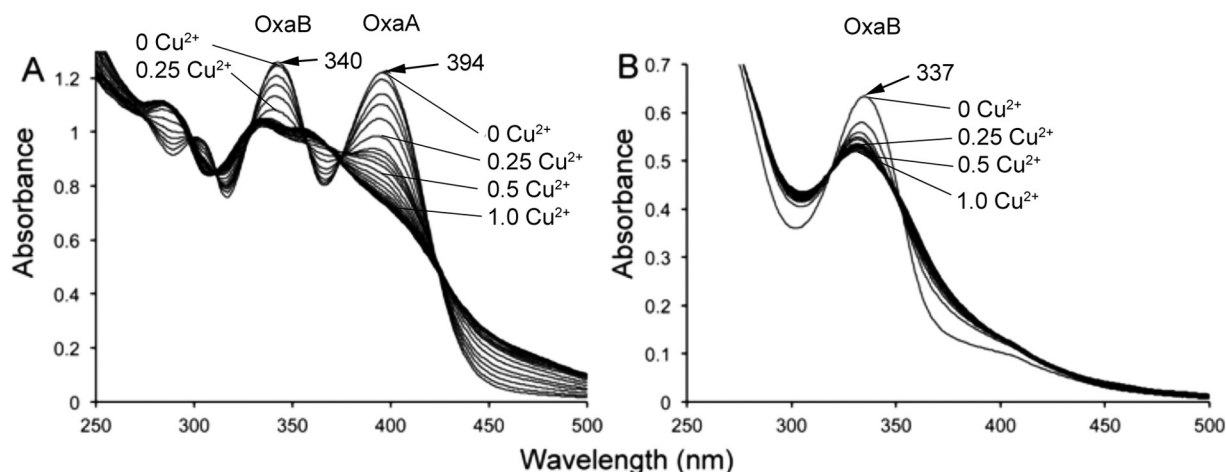 OxaB OxaA
A
0 Cu²⁺
0.25 Cu²⁺
340
394
0 Cu²⁺
0.25 Cu²⁺
0.5 Cu²⁺
1.0 Cu²⁺
Absorbance
1.2
1
0.8
0.6
0.4
0.2
0
250 300 350 400 450 500
OxaB
B
337
0 Cu²⁺
0.25 Cu²⁺
0.5 Cu²⁺
1.0 Cu²⁺
Absorbance
0.7
0.6
0.5
0.4
0.3
0.2
0.1
0
250 300 350 400 450 500
Wavelength (nm)